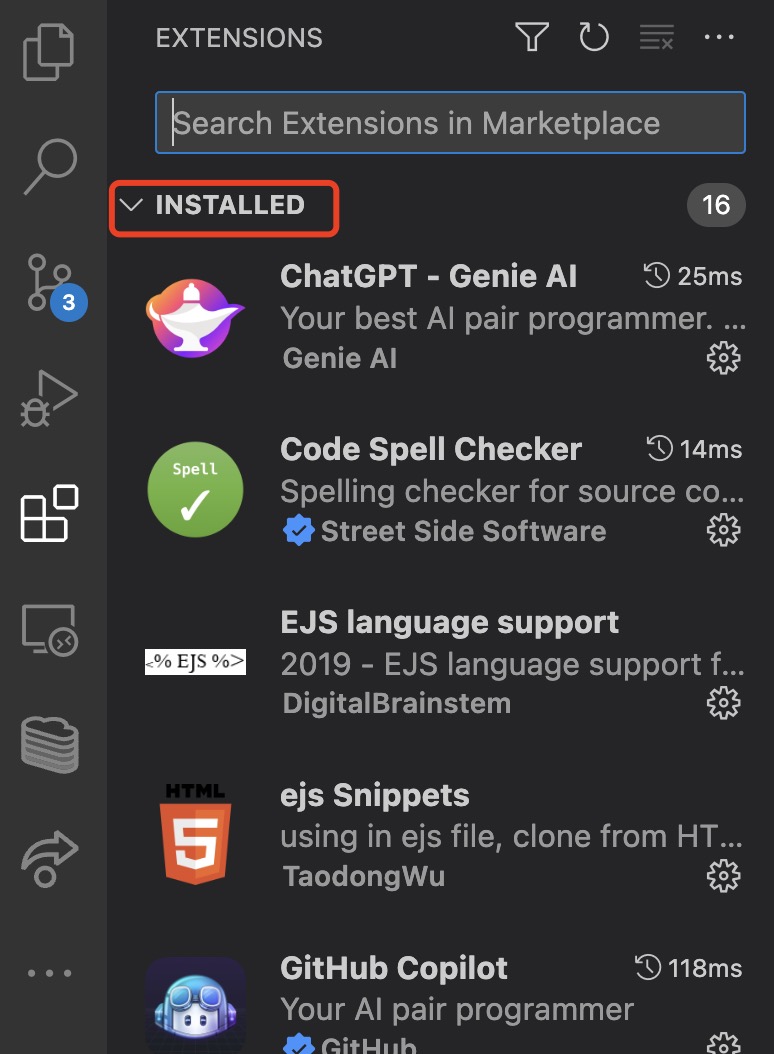 EXTENSIONS
Search Extensions in Marketplace
INSTALLED 16
ChatGPT - Genie AI 25ms
Your best AI pair programmer. ...
Genie AI
3
Spell
Code Spell Checker 14ms
Spelling checker for source co...
Street Side Software
EJS language support
<% EJS %>
2019 - EJS language support f...
DigitalBrainstem
HTML
5
ejs Snippets
using in ejs file, clone from HT...
TaodongWu
GitHub Copilot 118ms
Your AI pair programmer
GitHub